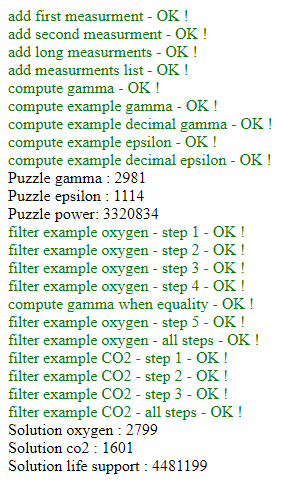 add first measurment - OK !
add second measurment - OK !
add long measurments - OK !
add measurments list - OK !
compute gamma - OK !
compute example gamma - OK !
compute example decimal gamma - OK !
compute example epsilon - OK !
compute example decimal epsilon - OK !
Puzzle gamma : 2981
Puzzle epsilon : 1114
Puzzle power: 3320834
filter example oxygen - step 1 - OK !
filter example oxygen - step 2 - OK !
filter example oxygen - step 3 - OK !
filter example oxygen - step 4 - OK !
compute gamma when equality - OK !
filter example oxygen - step 5 - OK !
filter example oxygen - all steps - OK !
filter example CO2 - step 1 - OK !
filter example CO2 - step 2 - OK !
filter example CO2 - step 3 - OK !
filter example CO2 - all steps - OK !
Solution oxygen : 2799
Solution co2 : 1601
Solution life support : 4481199